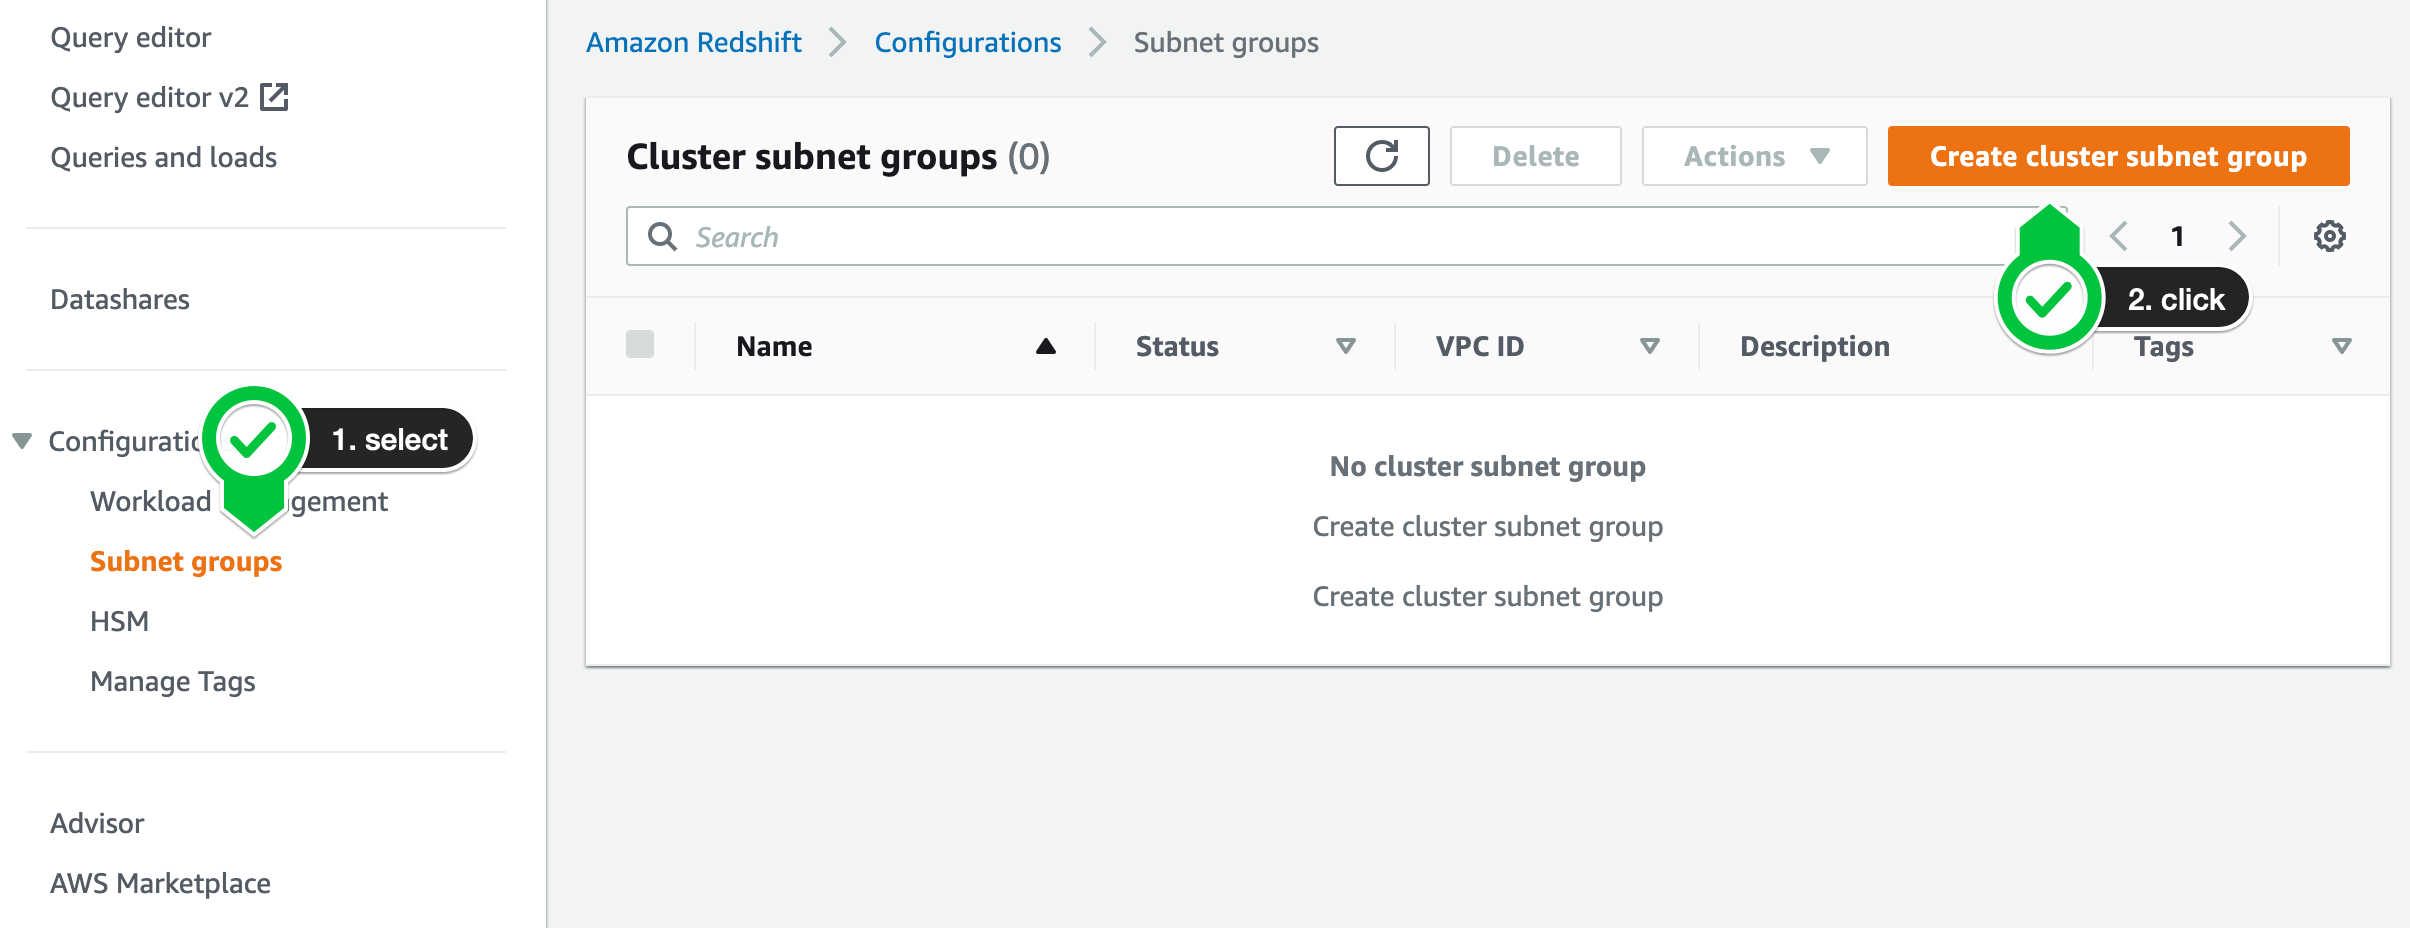 Query editor
Query editor v2
Queries and loads
Datashares
Configuratio
1. select
Workload gement
Subnet groups
HSM
Manage Tags
Advisor
AWS Marketplace
Amazon Redshift Configurations Subnet groups
Cluster subnet groups (0)
Delete
Actions
Create cluster subnet group
Search
1
2. click
Name Status VPC ID Description Tags
No cluster subnet group
Create cluster subnet group
Create cluster subnet group